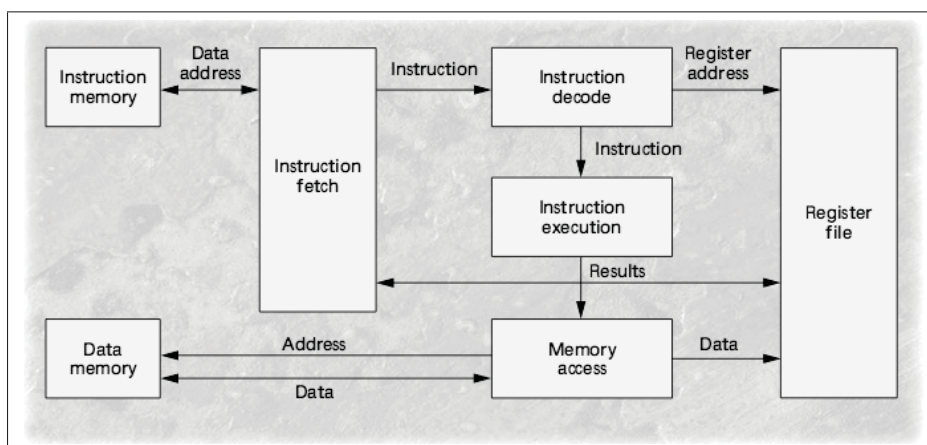 Instruction
memory
Data
address
Instruction
fetch
Instruction
Instruction
decode
Register
address
Register
file
Instruction
Instruction
execution
Results
Data
memory
Address
Data
Memory
access
Data